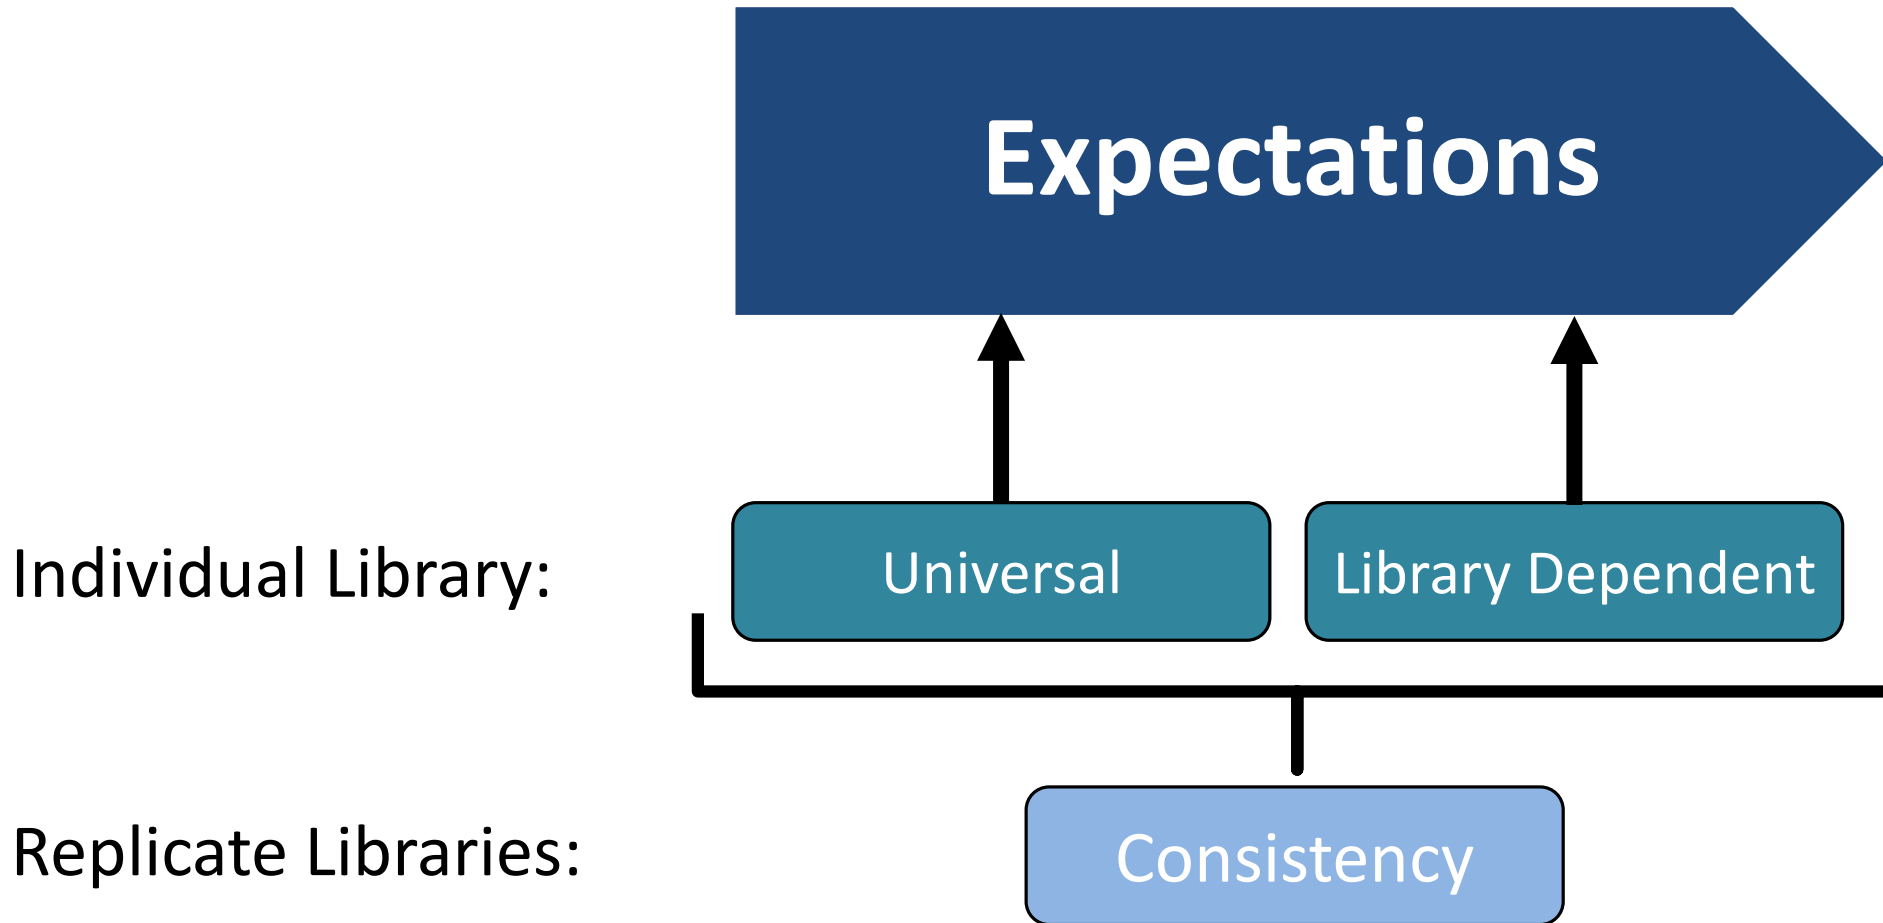 Expectations
Individual Library:
Universal
Library Dependent
Replicate Libraries:
Consistency